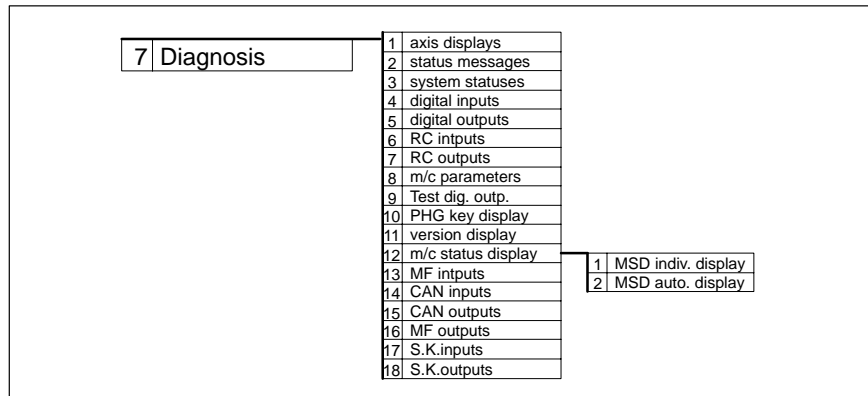 7 Diagnosis
1 axis displays
2 status messages
3 system statuses
4 digital inputs
5 digital outputs
6 RC intputs
7 RC outputs
8 m/c parameters
9 Test dig. outp.
10 PHG key display
11 version display
12 m/c status display
1 MSD indiv. display
2 MSD auto. display
13 MF intputs
14 CAN inputs
15 CAN outputs
16 MF outputs
17 S.K.inputs
18 S.K.outputs